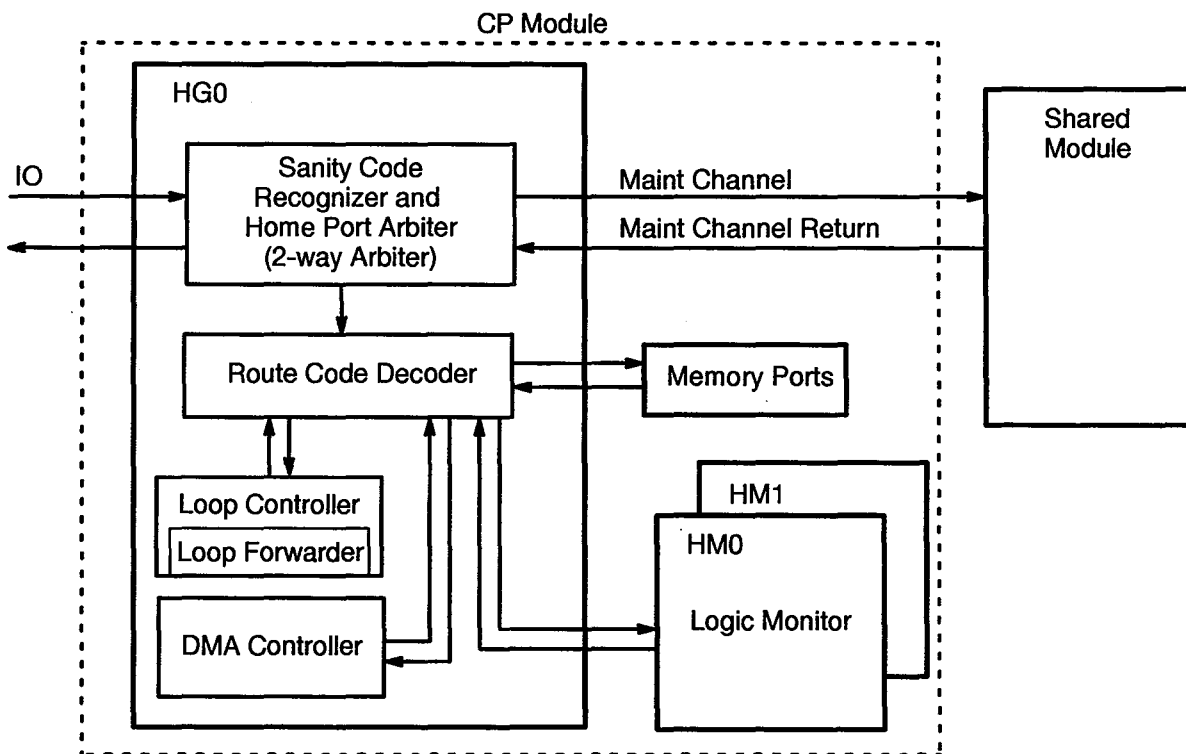 CP Module
HG0
Shared
Module
IO
Sanity Code
Recognizer and
Home Port Arbiter
(2-way Arbiter)
Maint Channel
Maint Channel Return
Route Code Decoder
Memory Ports
Loop Controller
Loop Forwarder
HM1
HM0
DMA Controller
Logic Monitor